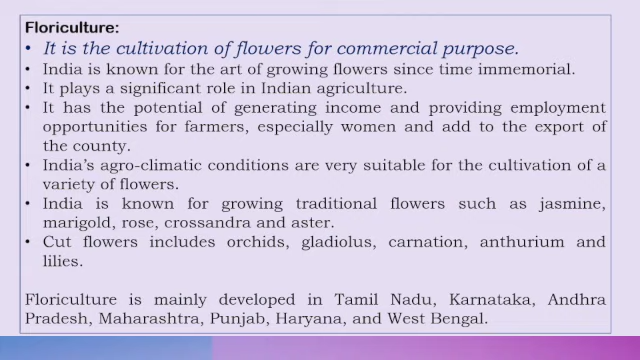 Floriculture:
• It is the cultivation of flowers for commercial purpose.
• India is known for the art of growing flowers since time immemorial.
• It plays a significant role in Indian agriculture.
• It has the potential of generating income and providing employment
opportunities for farmers, especially women and add to the export of
the county.
• India's agro-climatic conditions are very suitable for the cultivation of a
variety of flowers.
• India is known for growing traditional flowers such as jasmine,
marigold, rose, crossandra and aster.
• Cut flowers includes orchids, gladiolus, carnation, anthurium and
lilies.
Floriculture is mainly developed in Tamil Nadu, Karnataka, Andhra
Pradesh, Maharashtra, Punjab, Haryana, and West Bengal.